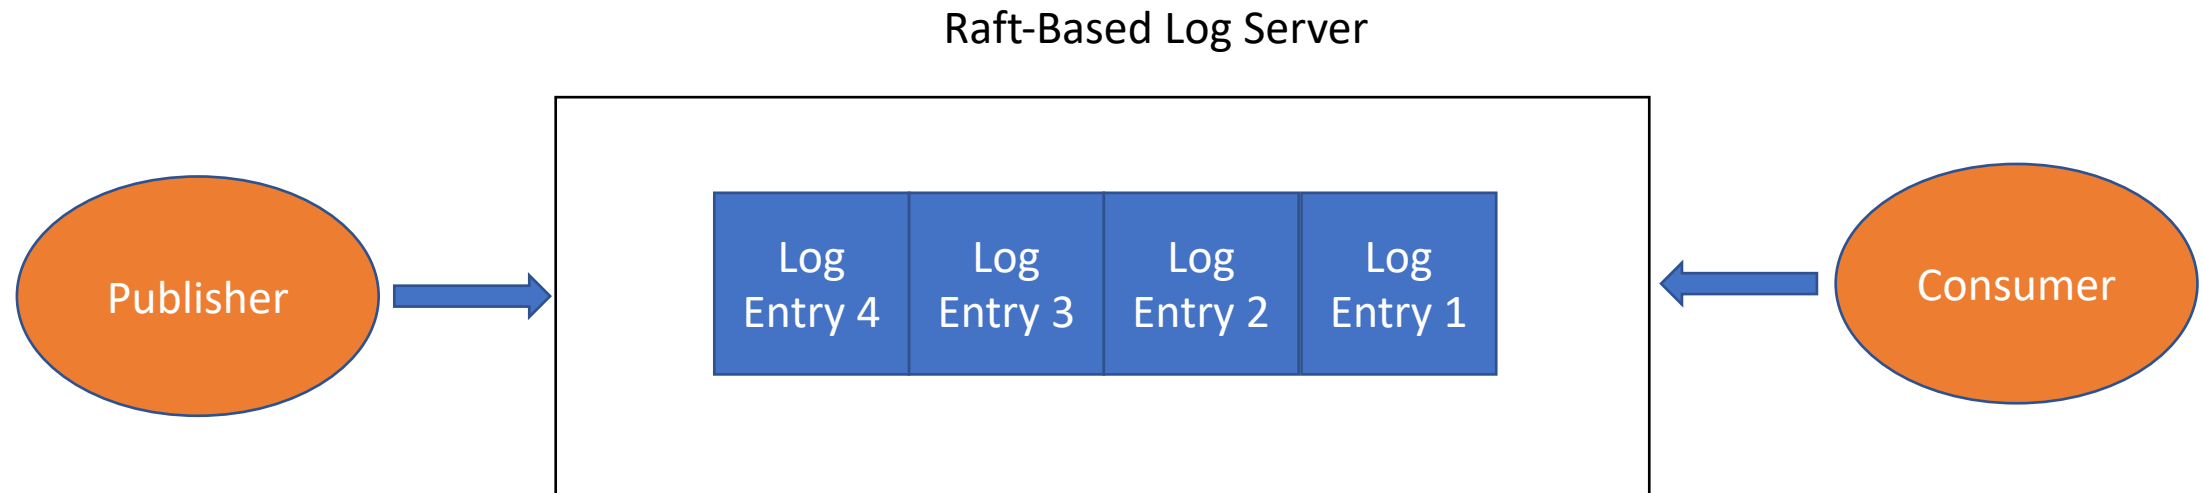 Raft-Based Log Server
Publisher
Log
Entry 4
Log
Entry 3
Log
Entry 2
Log
Entry 1
Consumer